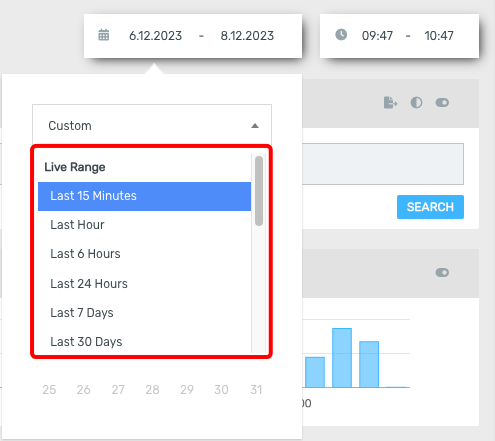 6.12.2023 - 8.12.2023 09:47 - 10:47
Custom
Live Range
Last 15 Minutes
Last Hour
SEARCH
Last 6 Hours
Last 24 Hours
Last 7 Days
Last 30 Days
25 26 27 28 29 30 31